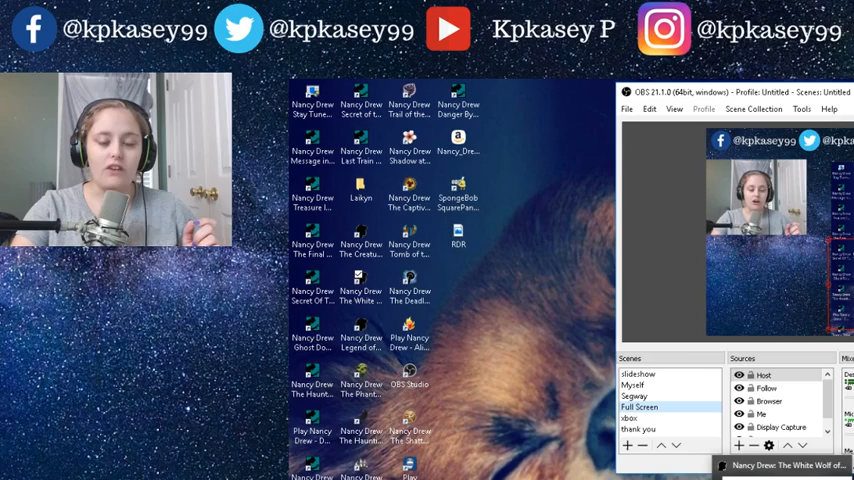 @kpkasey99
@kpkasey99
Kpkasey P
@kpkasey99
Nancy Drew
Stay Tune...
Nancy Drew
Secret of t...
Nancy Drew
Trail of the...
Nancy Drew
Danger By...
Nancy Drew
Message in...
Nancy Drew
Last Train ...
Nancy Drew
Shadow at...
Nancy_Dre...
Nancy Drew
Treasure I...
Laikyn
Nancy Drew
The Captiv...
SpongeBob
SquarePan...
Nancy Drew
The Final ...
Nancy Drew
The Creatu...
Nancy Drew
Tomb of t...
RDR
Nancy Drew
Secret Of T...
Nancy Drew
The White ...
Nancy Drew
The Deadl...
Nancy Drew
Ghost Do...
Nancy Drew
Legend of...
Play Nancy
Drew - Ali...
Nancy Drew
The Haunt...
Nancy Drew
The Phant...
OBS Studio
Play Nancy
Drew - D...
Nancy Drew
The Haunti...
Nancy Drew
The Shatt...
Nancy Drew
Nancy Drew
Play
OBS 21.1.0 (64bit, windows) - Profile: Untitled - Scenes: Untitled
File Edit View Profile Scene Collection Tools Help
@kpkasey99
Scenes
slideshow
Myself
Segway
Full Screen
xbox
thank you
Sources
Host
Follow
Browser
Me
Display Capture
Nancy Drew: The White Wolf of...